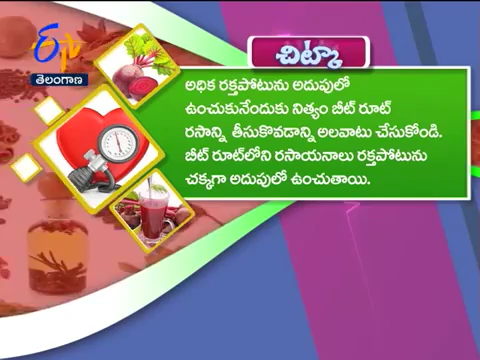 ETV
తెలంగాణ
చిట్కా
అధిక రక్తపోటును అదుపులో
ఉంచుకునేందుకు నిత్యం బీట్ రూట్
రసాన్ని తీసుకోవడాన్ని అలవాటు చేసుకోండి.
బీట్ రూట్‌లోని రసాయనాలు రక్తపోటును
చక్కగా అదుపులో ఉంచుతాయి.